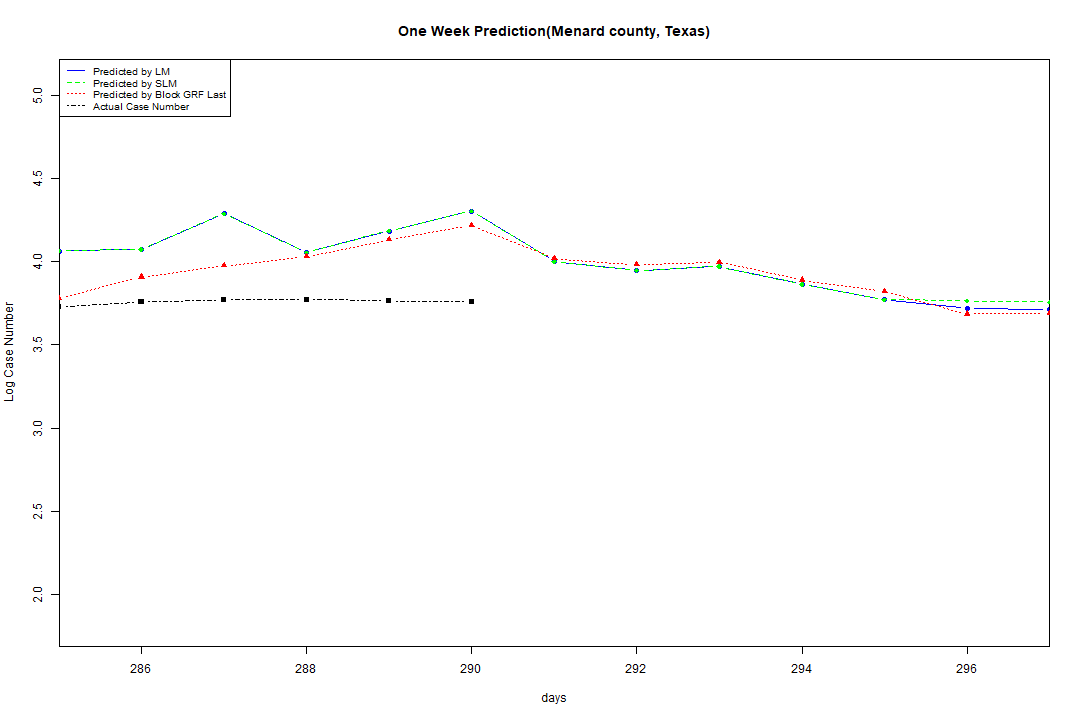 One Week Prediction(Menard county, Texas)
Predicted by LM
Predicted by SLM
Predicted by Block GRF Last
Actual Case Number
5.0
4.5
4.0
3.5
3.0
2.5
2.0
Log Case Number
286 288 290 292 294 296
days